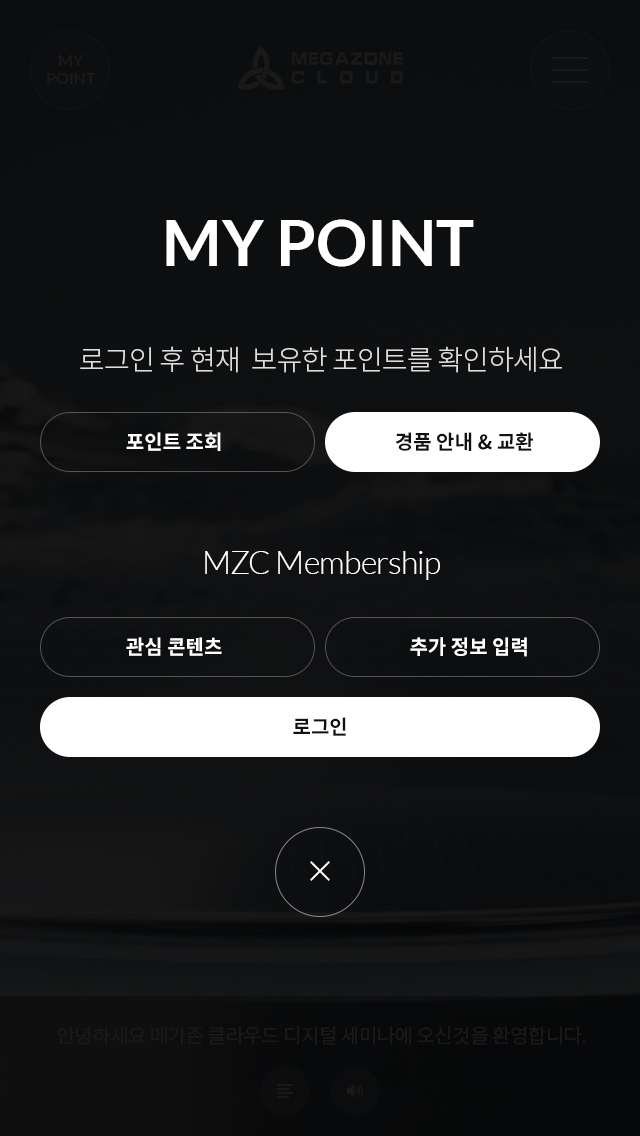 MY
POINT
MEGAZONE
CLOUD
MY POINT
로그인 후 현재 보유한 포인트를 확인하세요
포인트 조회
경품 안내 & 교환
MZC Membership
관심 콘텐츠
추가 정보 입력
로그인
안녕하세요 메가존 클라우드 디지털 세미나에 오신것을 환영합니다.